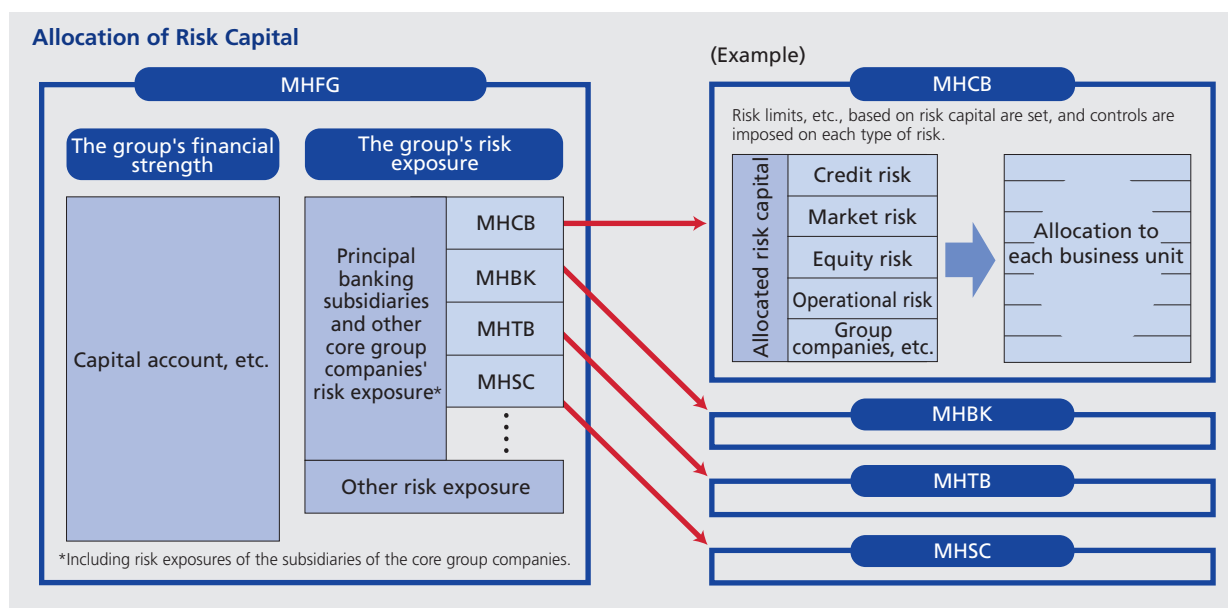 Allocation of Risk Capital
MHFG
The group's financial
strength
The group's risk
exposure
Capital account, etc.
Principal
banking
subsidiaries
and other
core group
companies'
risk exposure*
MHCB
MHBK
MHTB
MHSC
Other risk exposure
*Including risk exposures of the subsidiaries of the core group companies.
(Example)
MHCB
Risk limits, etc., based on risk capital are set, and controls are
imposed on each type of risk.
Allocated risk capital
Credit risk
Market risk
Equity risk
Operational risk
Group
companies, etc.
Allocation to
each business unit
MHBK
MHTB
MHSC